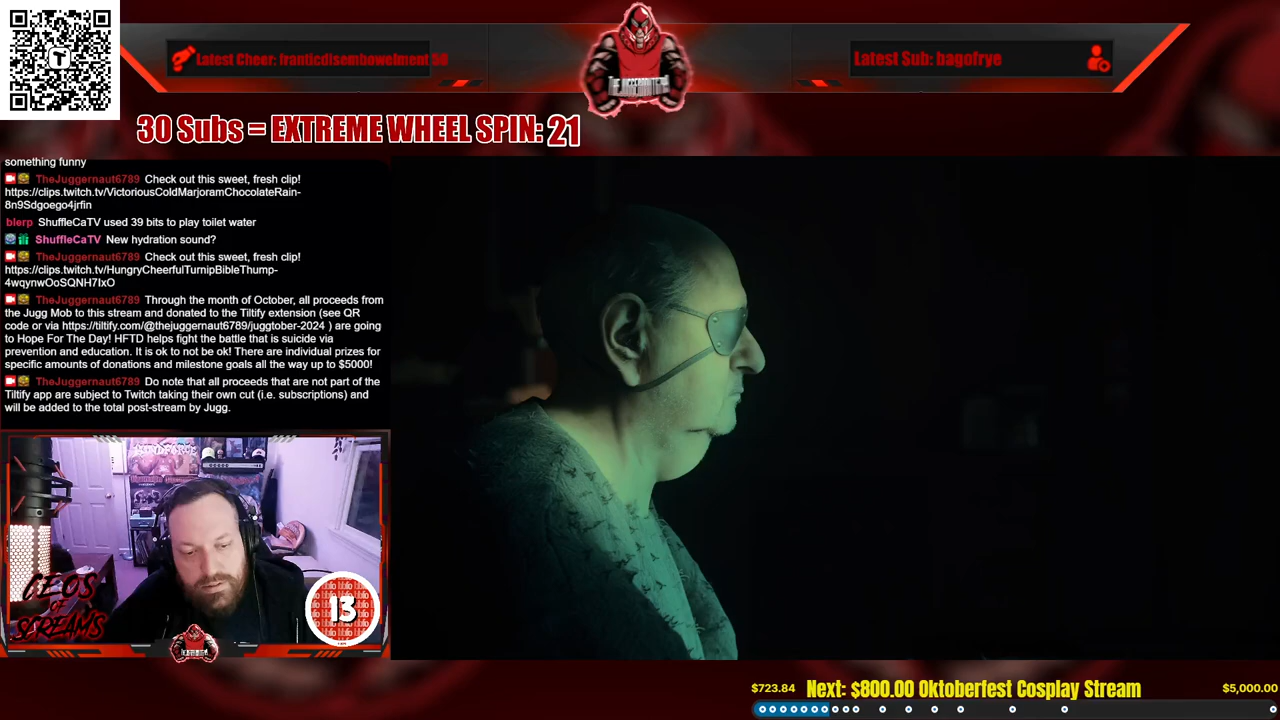 Latest Cheer: franticdisembowelment 50
Latest Sub: hagofrye
THE JUGGERNAUT6789
30 Subs = EXTREME WHEEL SPIN: 21
something funny
TheJuggernaut6789 Check out this sweet, fresh clip!
https://clips.twitch.tv/VictoriousColdMarjoramChocolateRain-
8n9Sdgoego4jrfin
blerp ShuffleCaTV used 39 bits to play toilet water
ShuffleCaTV New hydration sound?
TheJuggernaut6789 Check out this sweet, fresh clip!
https://clips.twitch.tv/HungryCheerfulTurnipBibleThump-
4wqynwOoSQNH7IxO
TheJuggernaut6789 Through the month of October, all proceeds from
the Jugg Mob to this stream and donated to the Tiltify extension (see QR
code or via https://tiltify.com/@thejuggernaut6789/juggtober-2024 ) are going
to Hope For The Day! HFTD helps fight the battle that is suicide via
prevention and education. It is ok to not be ok! There are individual prizes for
specific amounts of donations and milestone goals all the way up to $5000!
TheJuggernaut6789 Do note that all proceeds that are not part of the
Tiltify app are subject to Twitch taking their own cut (i.e. subscriptions) and
will be added to the total post-stream by Jugg.
CEOS
OF
SCREAMS
13
$723.84 Next: $800.00 Oktoberfest Cosplay Stream $5,000.00